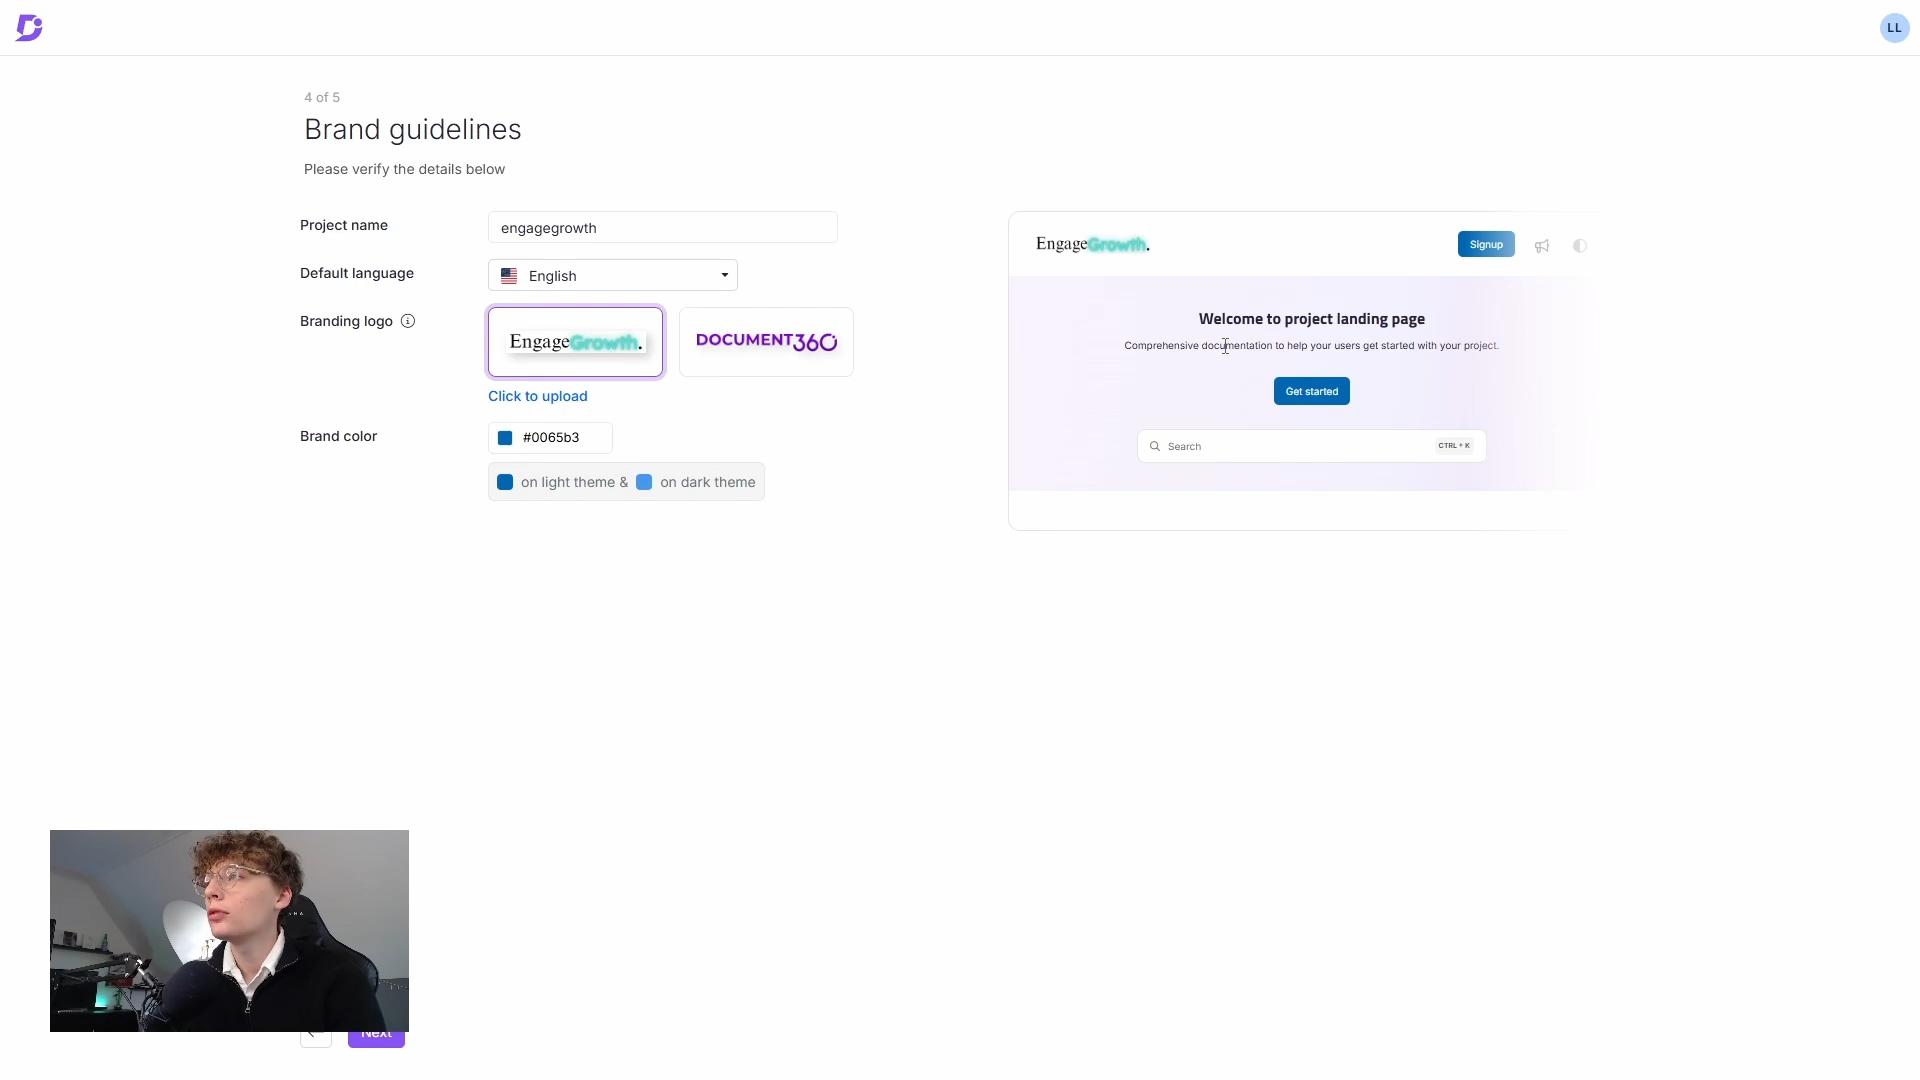 LL
4 of 5
Brand guidelines
Please verify the details below
Project name
engagegrowth
Default language
English
Branding logo
EngageGrowth.
DOCUMENT360
Click to upload
Brand color
#0065b3
on light theme & on dark theme
EngageGrowth.
Signup
Welcome to project landing page
Comprehensive documentation to help your users get started with your project.
Get started
Search
CTRL + K
Next